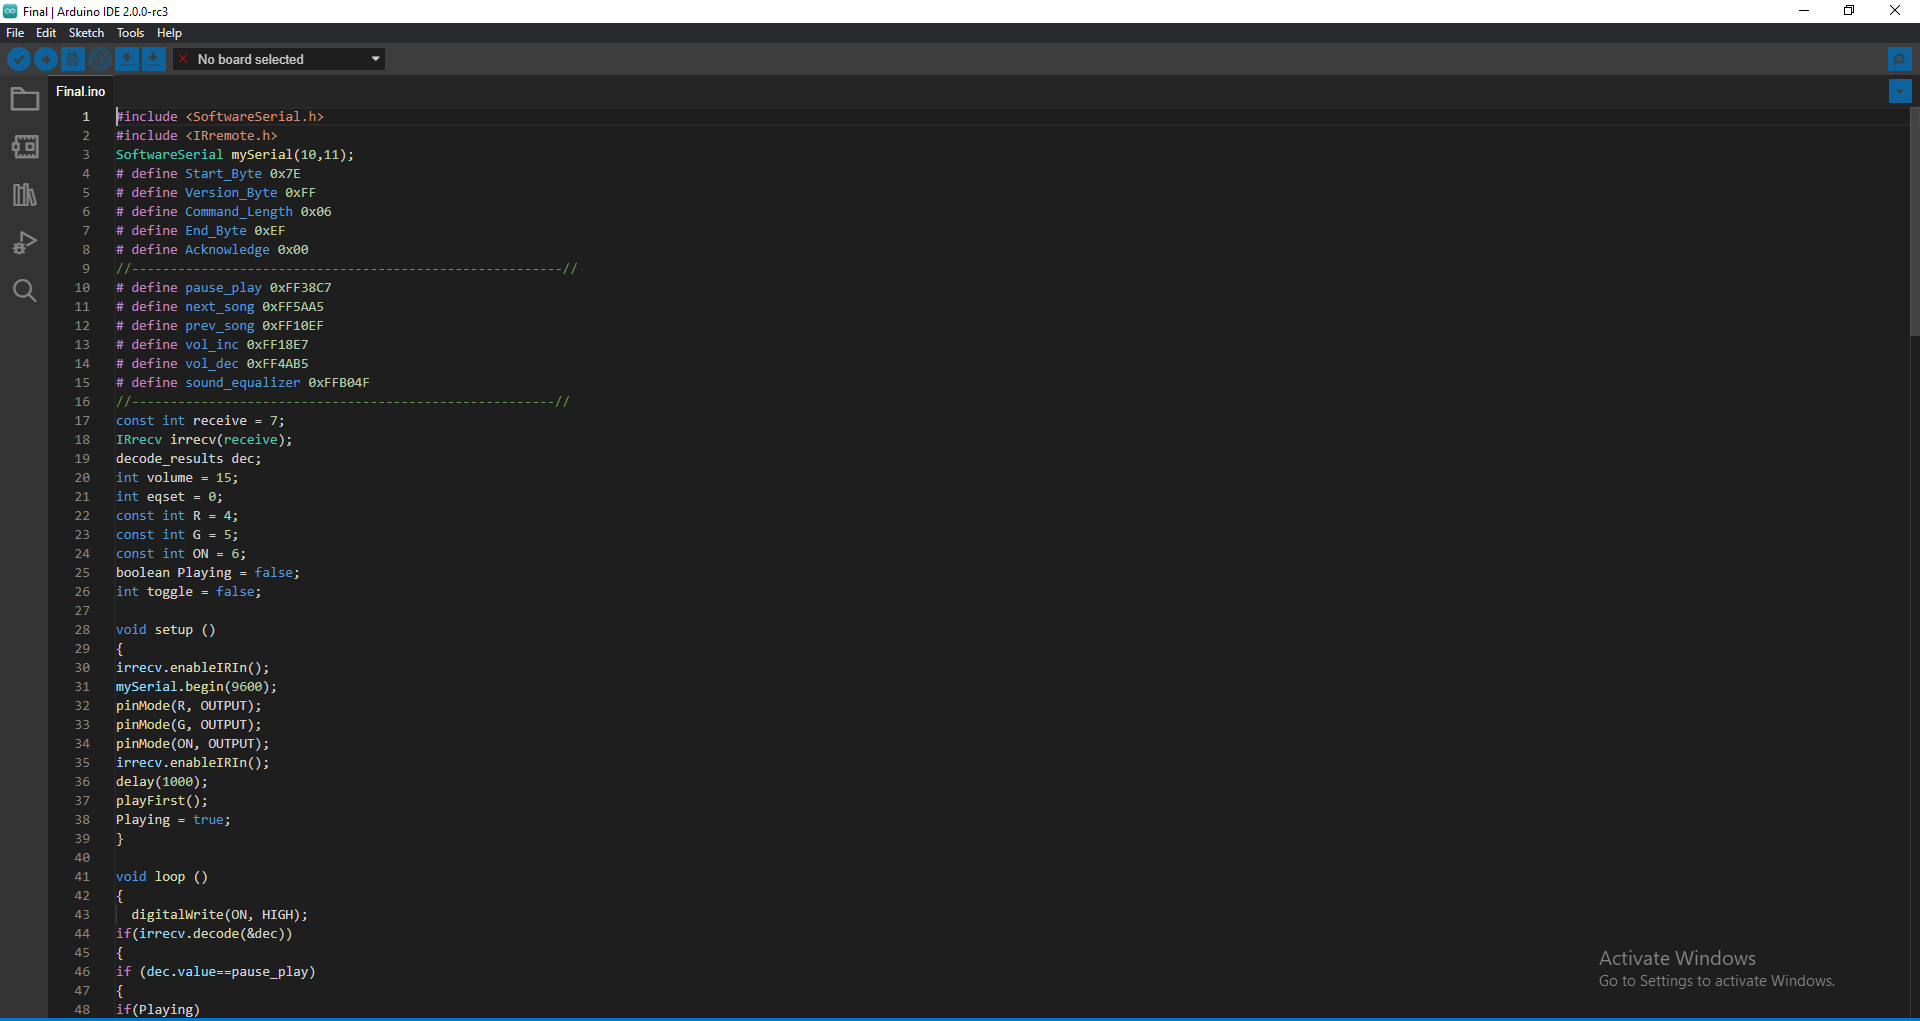 Final | Arduino IDE 2.0.0-rc3
File Edit Sketch Tools Help
No board selected
Final.ino
1 #include <SoftwareSerial.h>
2 #include <IRremote.h>
3 SoftwareSerial mySerial(10,11);
4 # define Start_Byte 0x7E
5 # define Version_Byte 0xFF
6 # define Command_Length 0x06
7 # define End_Byte 0xEF
8 # define Acknowledge 0x00
9 //--------------------------------------------------------//
10 # define pause_play 0xFF38C7
11 # define next_song 0xFF5AA5
12 # define prev_song 0xFF10EF
13 # define vol_inc 0xFF18E7
14 # define vol_dec 0xFF4AB5
15 # define sound_equalizer 0xFFB04F
16 //-------------------------------------------------------//
17 const int receive = 7;
18 IRrecv irrecv(receive);
19 decode_results dec;
20 int volume = 15;
21 int eqset = 0;
22 const int R = 4;
23 const int G = 5;
24 const int ON = 6;
25 boolean Playing = false;
26 int toggle = false;
27
28 void setup ()
29 {
30 irrecv.enableIRIn();
31 mySerial.begin(9600);
32 pinMode(R, OUTPUT);
33 pinMode(G, OUTPUT);
34 pinMode(ON, OUTPUT);
35 irrecv.enableIRIn();
36 delay(1000);
37 playFirst();
38 Playing = true;
39 }
40
41 void loop ()
42 {
43 digitalWrite(ON, HIGH);
44 if(irrecv.decode(&dec))
45 {
46 if (dec.value==pause_play)
47 {
48 if(Playing)
Activate Windows
Go to Settings to activate Windows.